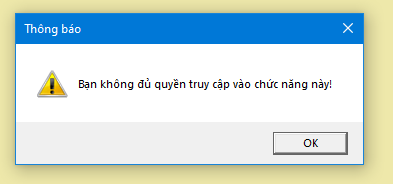 Thông báo
Bạn không đủ quyền truy cập vào chức năng này!
OK